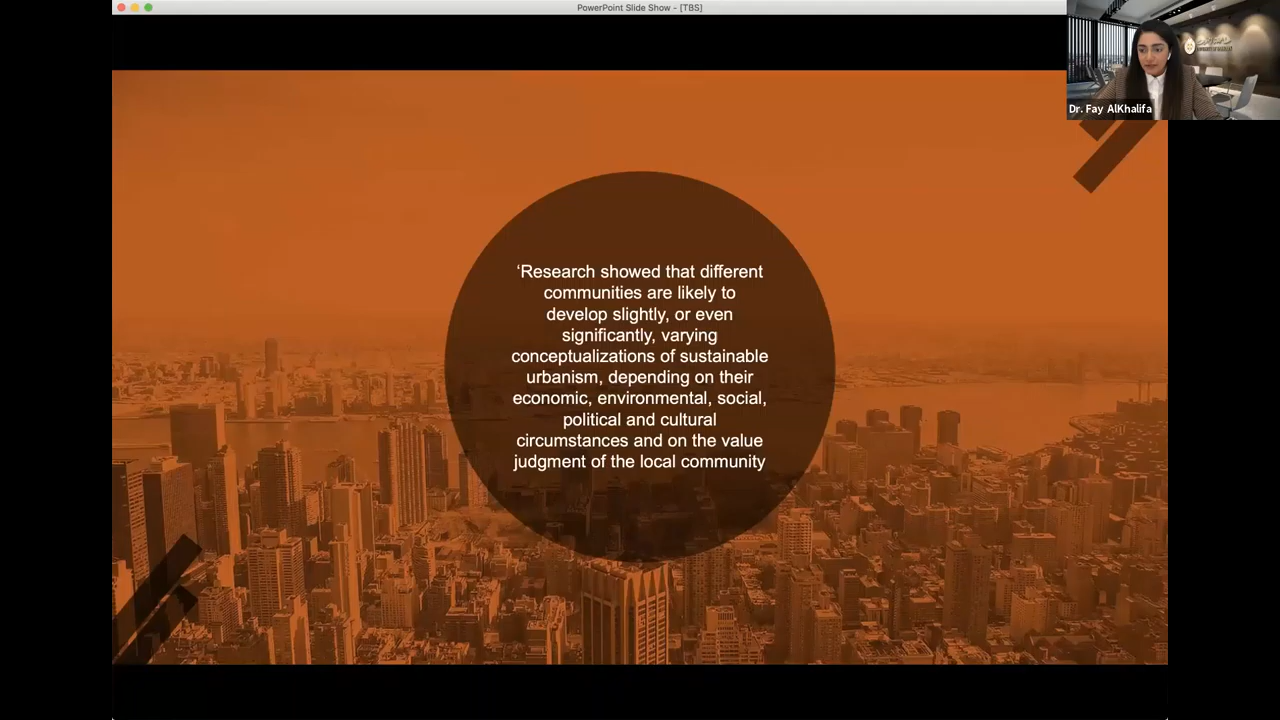 PowerPoint Slide Show - [TBS]
Dr. Fay AlKhalifa
‘Research showed that different
communities are likely to
develop slightly, or even
significantly, varying
conceptualizations of sustainable
urbanism, depending on their
economic, environmental, social,
political and cultural
circumstances and on the value
judgment of the local community